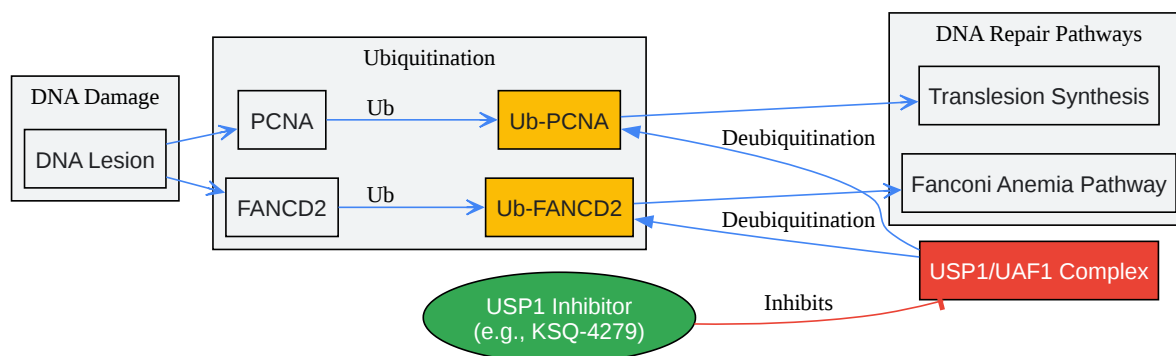 DNA Damage
DNA Lesion
Ubiquitination
PCNA
Ub
Ub-PCNA
FANCD2
Ub
Ub-FANCD2
Deubiquitination
Deubiquitination
DNA Repair Pathways
Translesion Synthesis
Fanconi Anemia Pathway
USP1/UAF1 Complex
USP1 Inhibitor
(e.g., KSQ-4279)
Inhibits